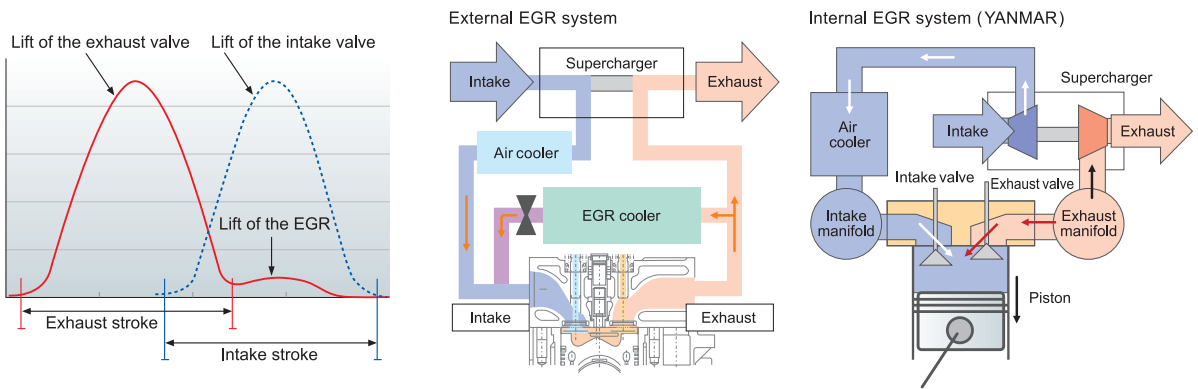 Lift of the exhaust valve
Lift of the intake valve
Lift of the EGR
Exhaust stroke
Intake stroke
External EGR system
Supercharger
Intake
Exhaust
Air cooler
EGR cooler
Intake
Exhaust
Internal EGR system (YANMAR)
Supercharger
Air
cooler
Intake
Exhaust
Intake valve
Exhaust valve
Intake
manifold
Exhaust
manifold
Piston